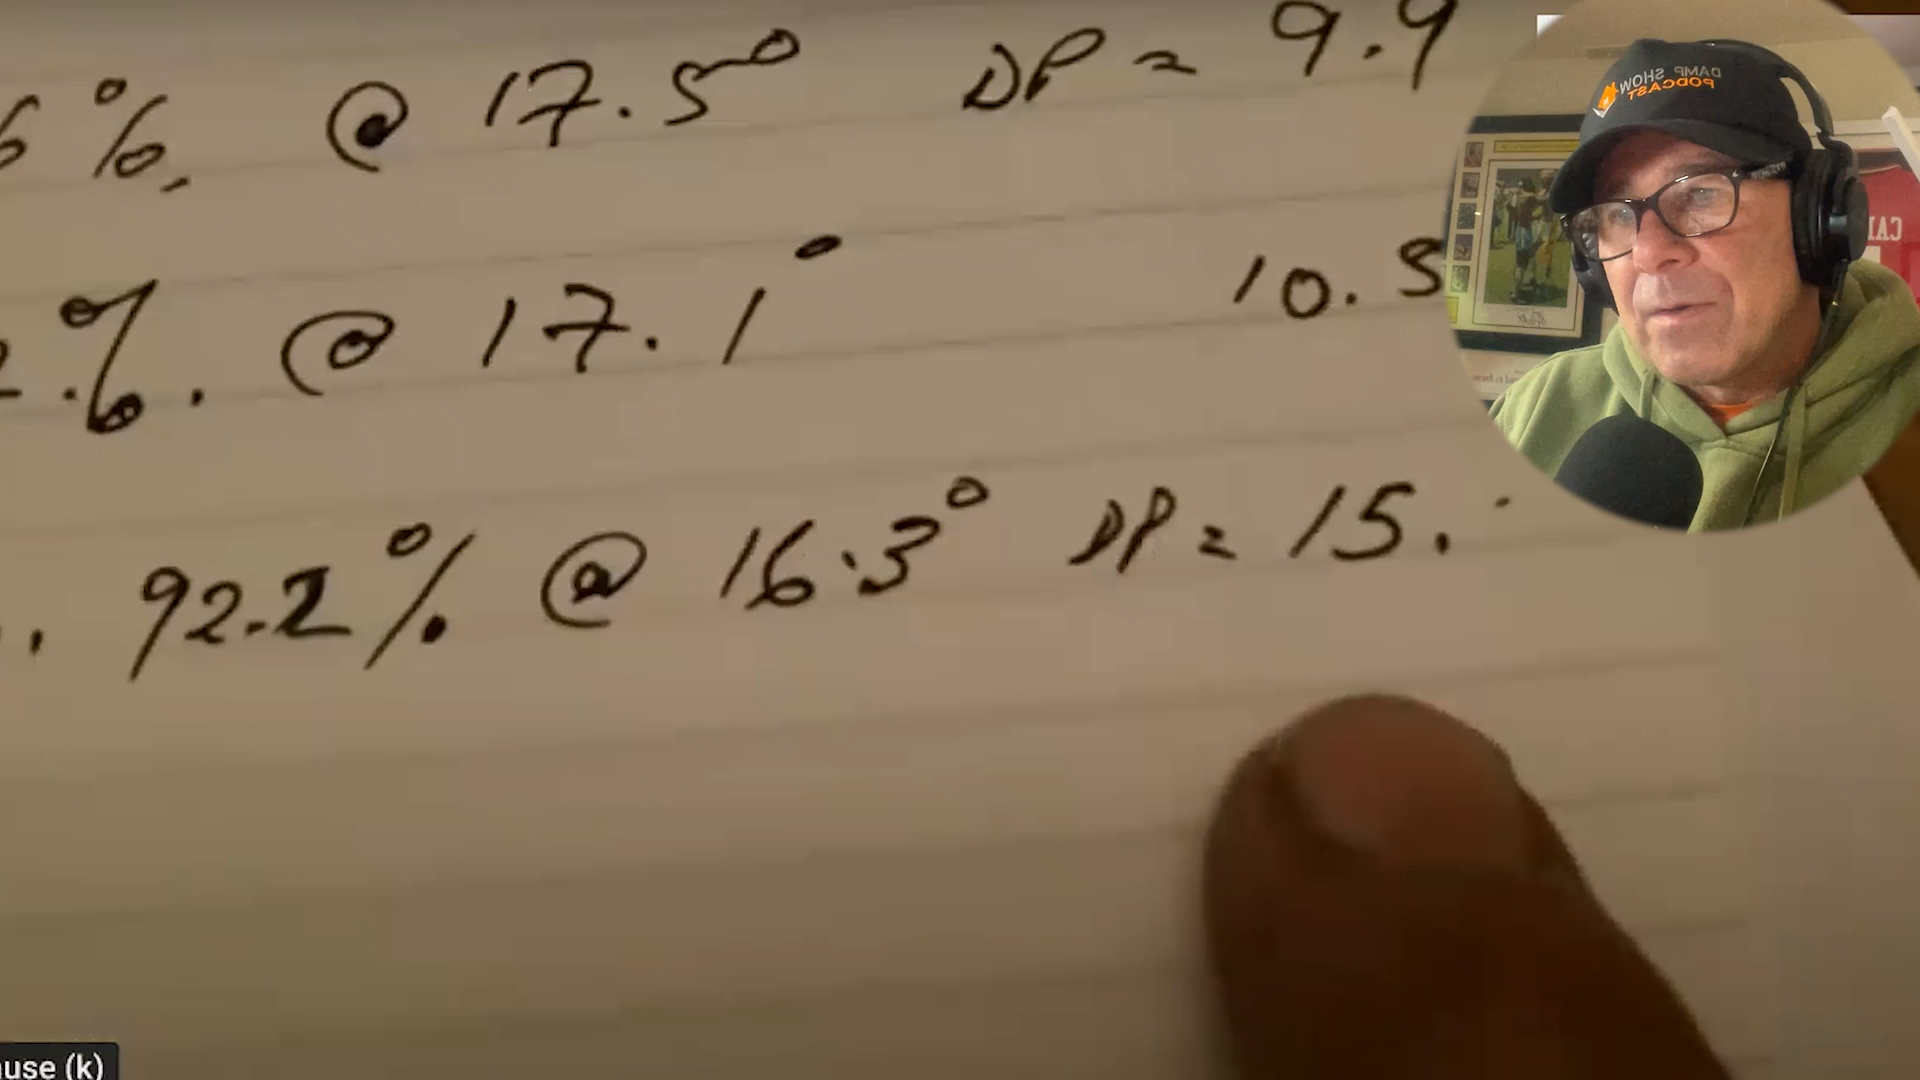 6%, @ 17.5° DP = 9.9
2.%. @ 17.1° 10.5
. 92.2% @ 16.3° DP = 15.
DAMP SHOW
PODCAST
CAL
use (k)